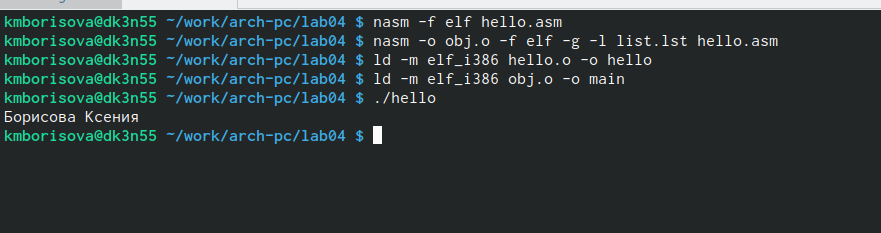 kmborisova@dk3n55 ~/work/arch-pc/lab04 $ nasm -f elf hello.asm
kmborisova@dk3n55 ~/work/arch-pc/lab04 $ nasm -o obj.o -f elf -g -l list.lst hello.asm
kmborisova@dk3n55 ~/work/arch-pc/lab04 $ ld -m elf_i386 hello.o -o hello
kmborisova@dk3n55 ~/work/arch-pc/lab04 $ ld -m elf_i386 obj.o -o main
kmborisova@dk3n55 ~/work/arch-pc/lab04 $ ./hello
Борисова Ксения
kmborisova@dk3n55 ~/work/arch-pc/lab04 $